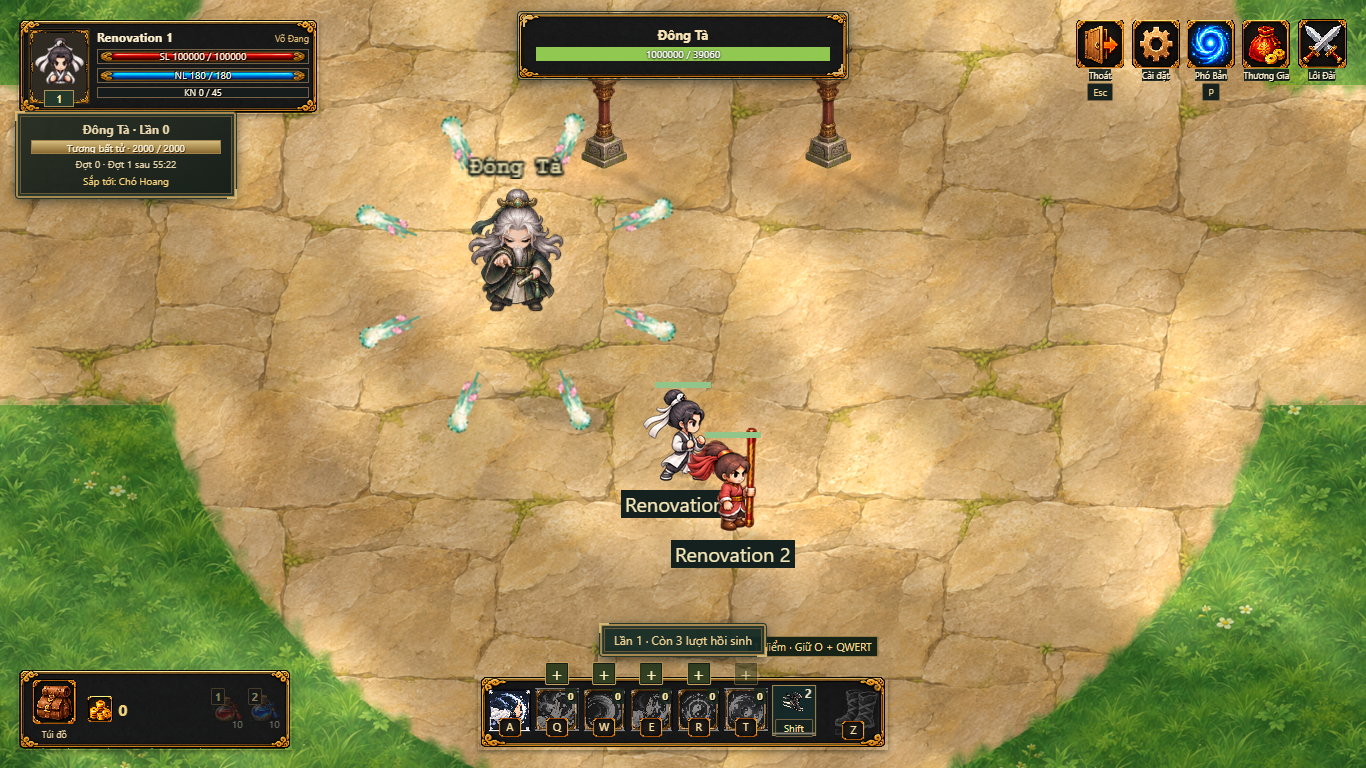 Renovation 1
Võ Đang
SL 100000 / 100000
NL 180 / 180
KN 0 / 45
1
Đông Tà · Lần 0
Tương bất tử · 2000 / 2000
Đợt 0 · Đợt 1 sau 55:22
Sắp tới: Chó Hoang
Đông Tà
1000000 / 39060
Thoát
Cài đặt
Phó Bản
Thương Gia
Lôi Đài
Esc
P
Đông Tà
Renovation
Renovation 2
Lần 1 · Còn 3 lượt hồi sinh
· Giữ O + QWERT
+ + + + +
0 0 0 0 0 2
A Q W E R T Shift Z
0
1 2
10 10
Túi đồ